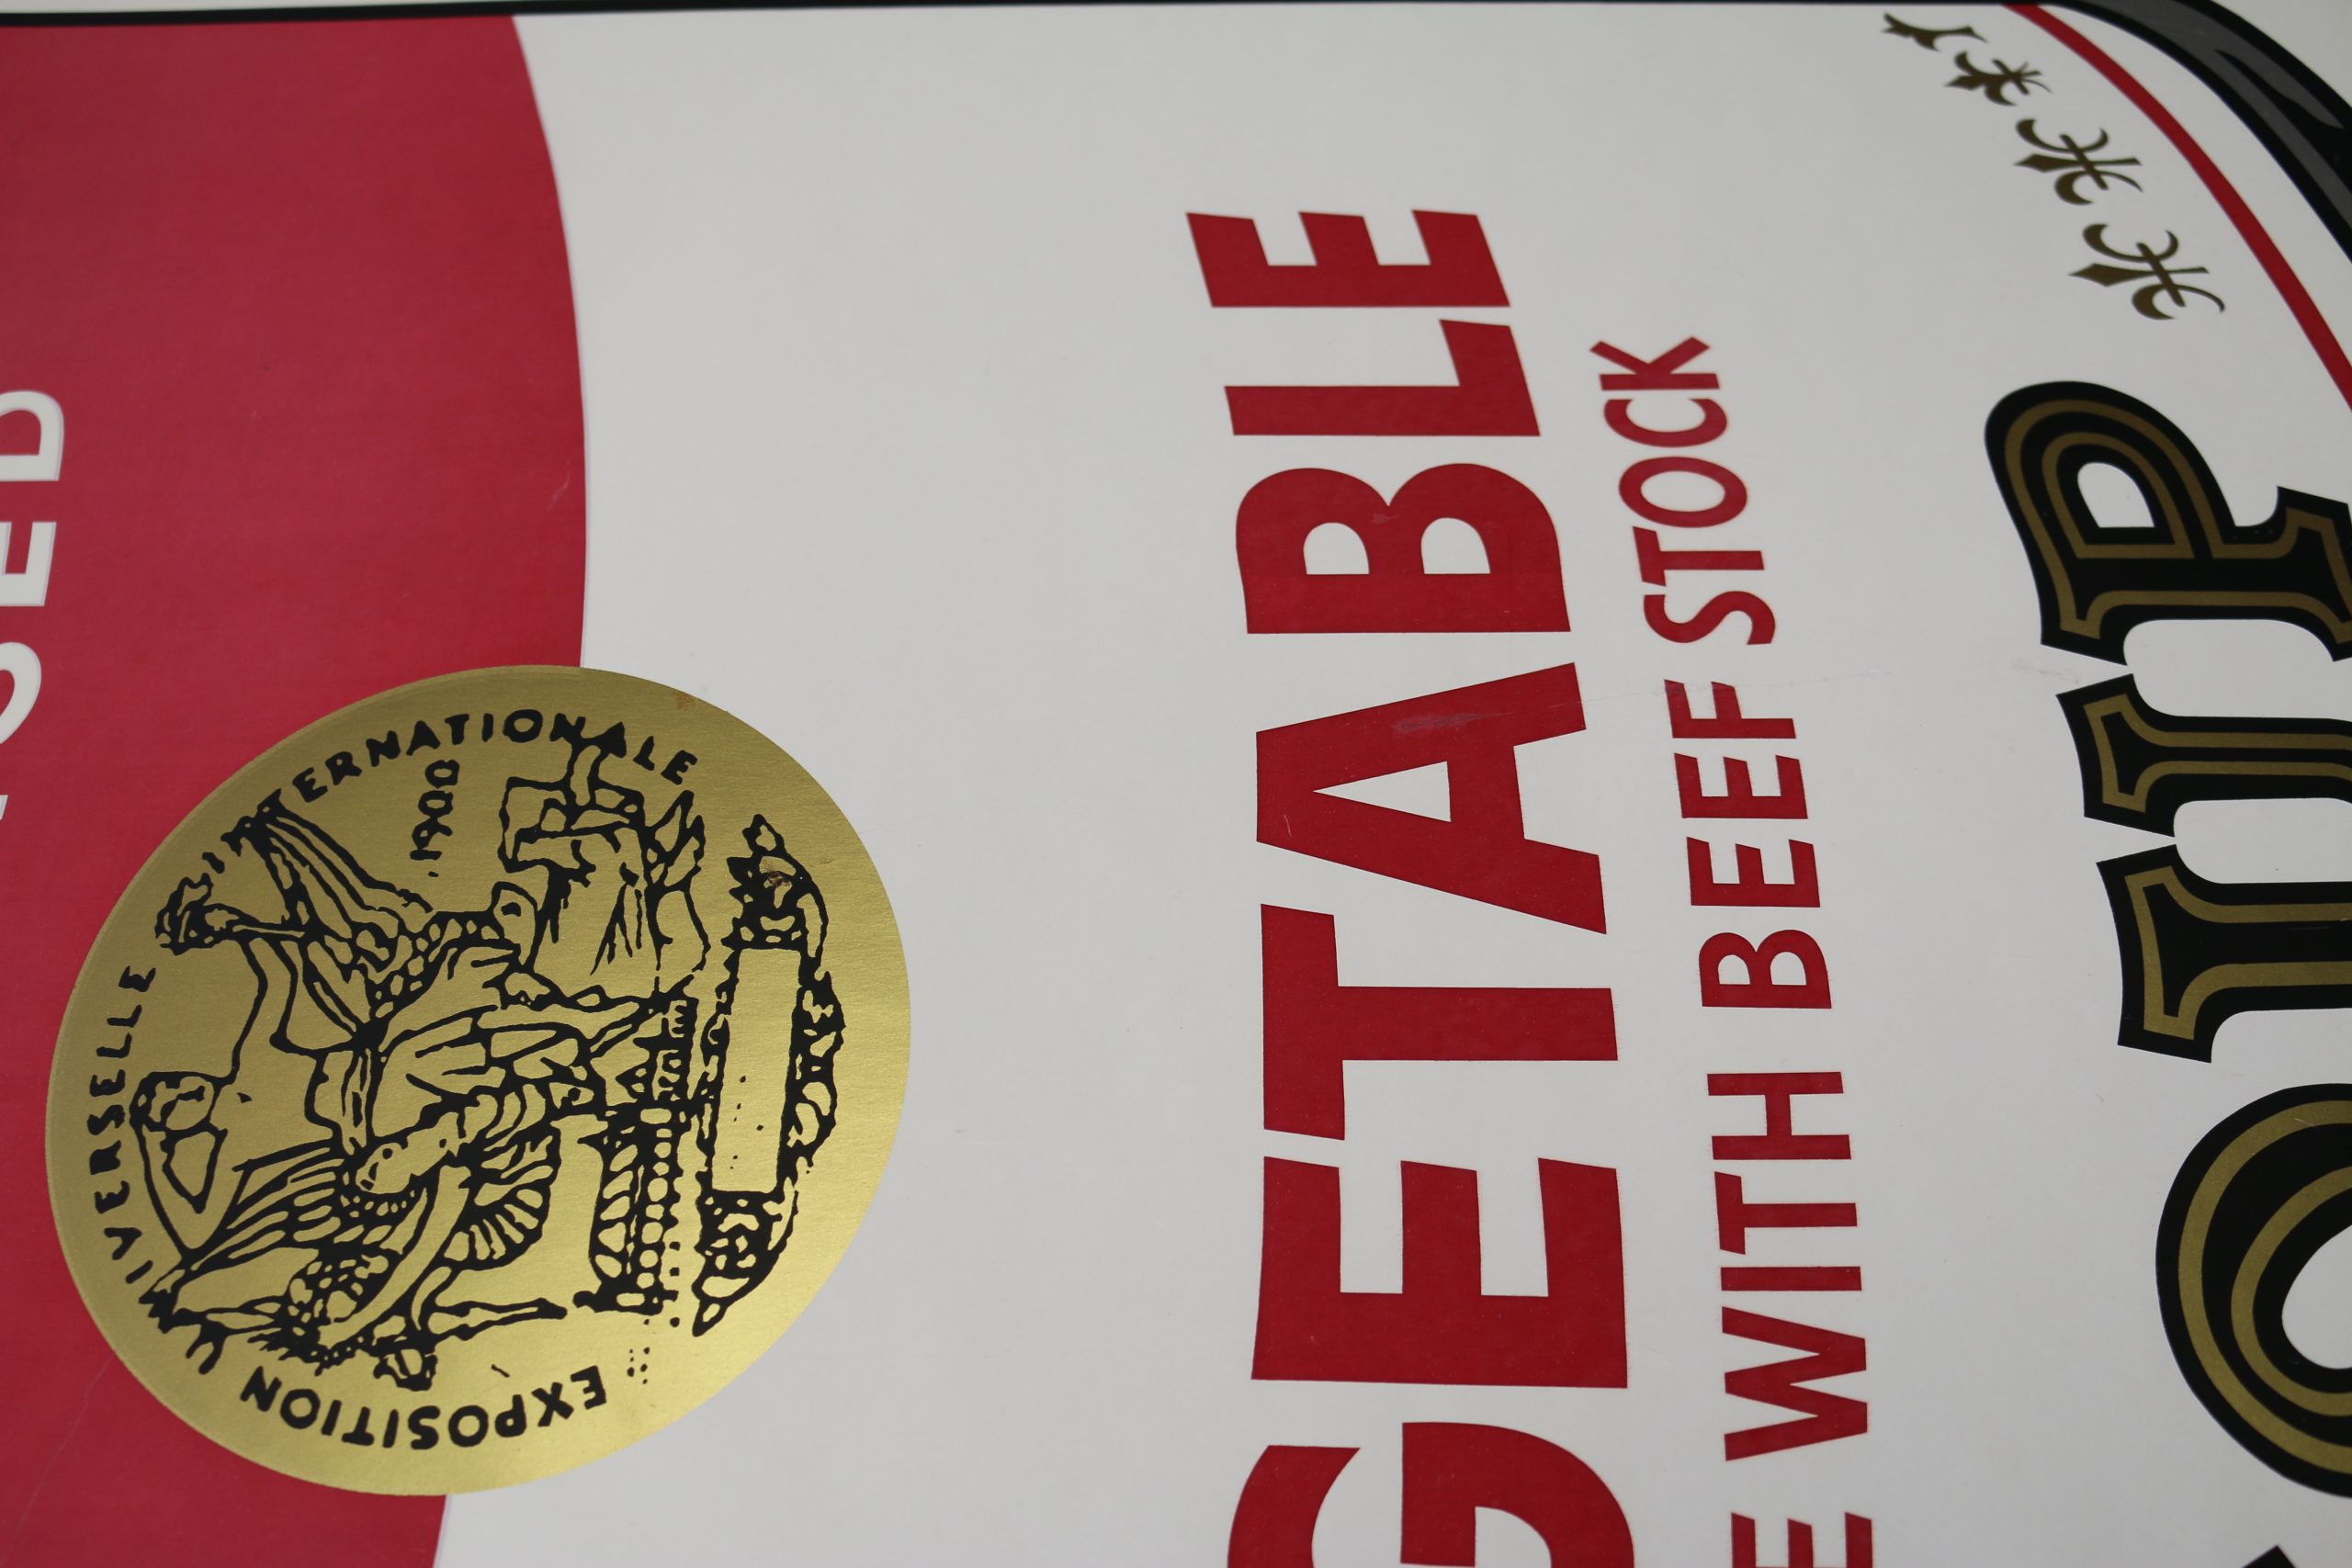 SED
EXPOSITION UNIVERSELLE INTERNATIONALE
1900
GETABLE
E WITH BEEF STOCK
OUP